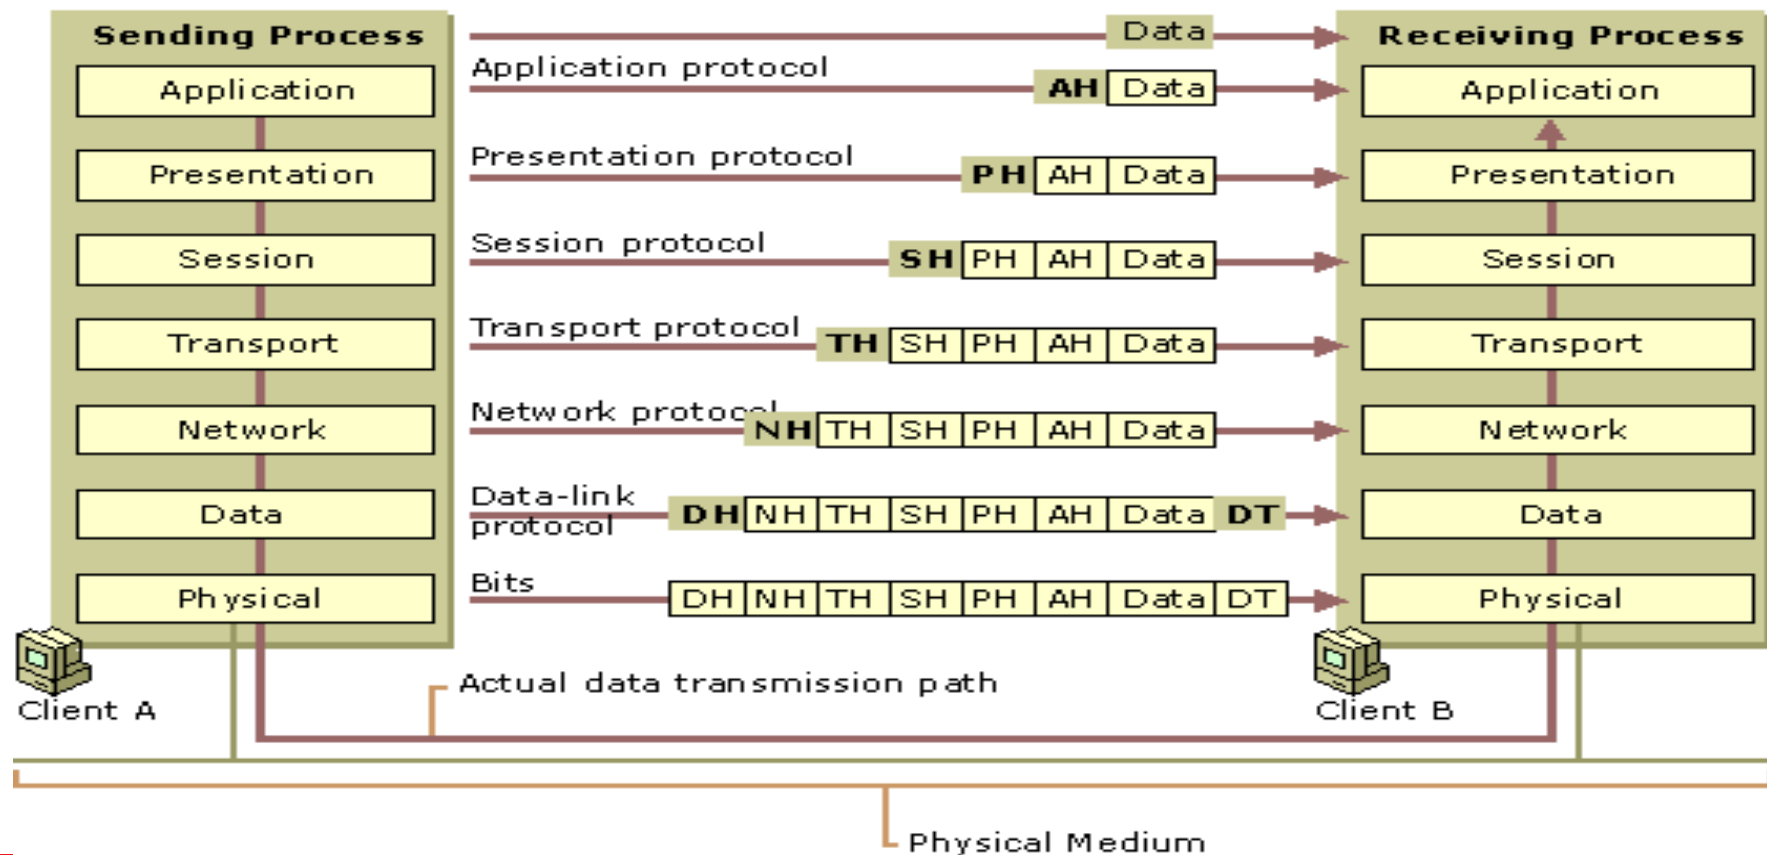 Sending Process
Data
Receiving Process
Application
Application protocol
AH Data
Application
Presentation
Presentation protocol
PH AH Data
Presentation
Session
Session protocol
SH PH AH Data
Session
Transport
Transport protocol
TH SH PH AH Data
Transport
Network
Network protocol
NH TH SH PH AH Data
Network
Data
Data-link
protocol
DH NH TH SH PH AH Data DT
Data
Physical
Bits
DH NH TH SH PH AH Data DT
Physical
Client A
Actual data transmission path
Client B
Physical Medium